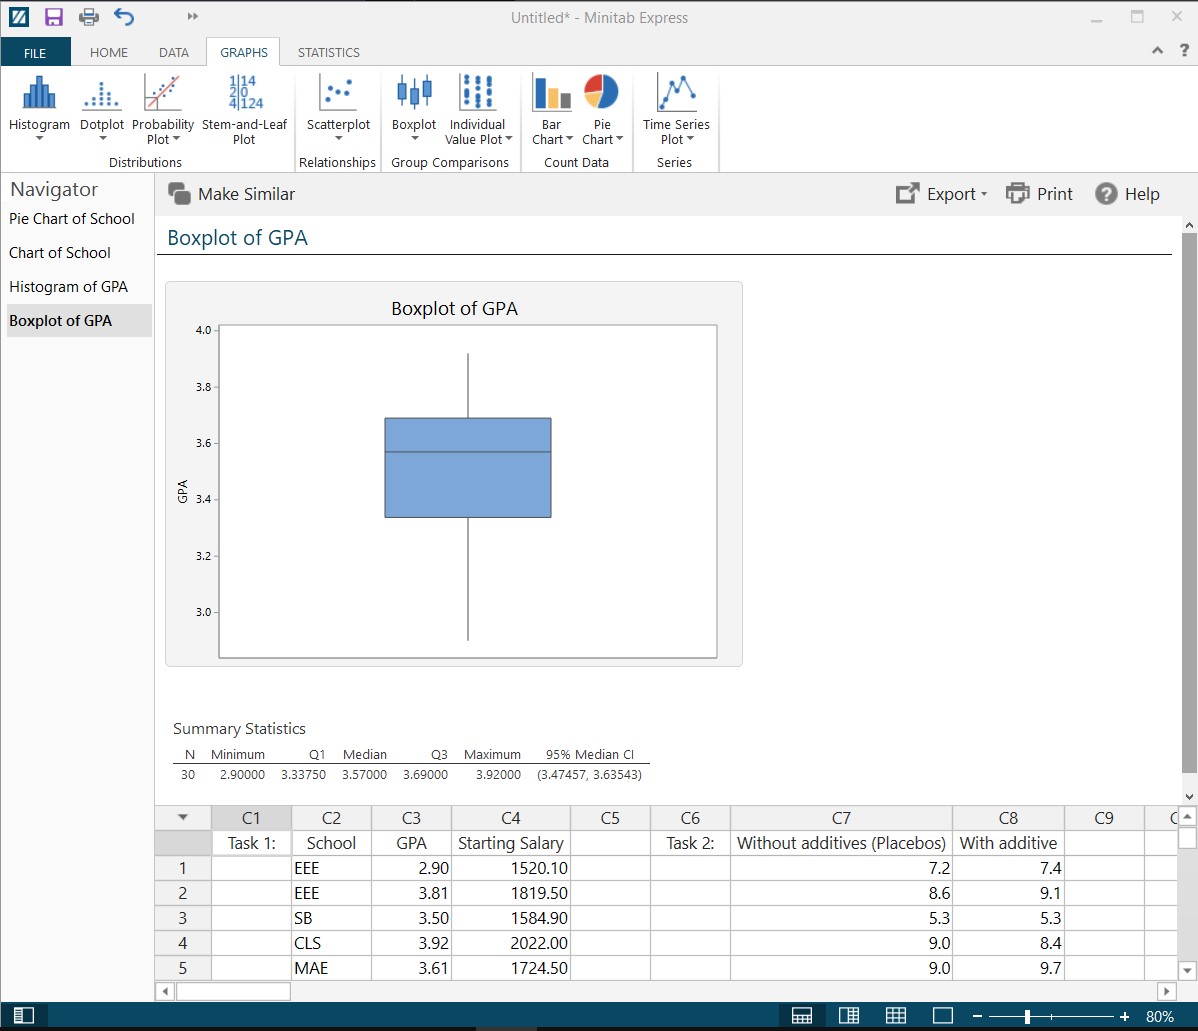 Untitled* - Minitab Express
FILE HOME DATA GRAPHS STATISTICS
1|14
2|0
4|124
Histogram Dotplot Probability Plot Stem-and-Leaf Plot Scatterplot Boxplot Individual Value Plot Bar Chart Pie Chart Time Series Plot
Distributions Relationships Group Comparisons Count Data Series
Navigator
Pie Chart of School
Chart of School
Histogram of GPA
Boxplot of GPA
Make Similar Export Print ? Help
Boxplot of GPA
Boxplot of GPA
4.0
3.8
3.6
3.4
3.2
3.0
GPA
Summary Statistics
N Minimum Q1 Median Q3 Maximum 95% Median CI
30 2.90000 3.33750 3.57000 3.69000 3.92000 (3.47457, 3.63543)
C1 C2 C3 C4 C5 C6 C7 C8 C9
Task 1: School GPA Starting Salary Task 2: Without additives (Placebos) With additive
1 EEE 2.90 1520.10 7.2 7.4
2 EEE 3.81 1819.50 8.6 9.1
3 SB 3.50 1584.90 5.3 5.3
4 CLS 3.92 2022.00 9.0 8.4
5 MAE 3.61 1724.50 9.0 9.7
80%